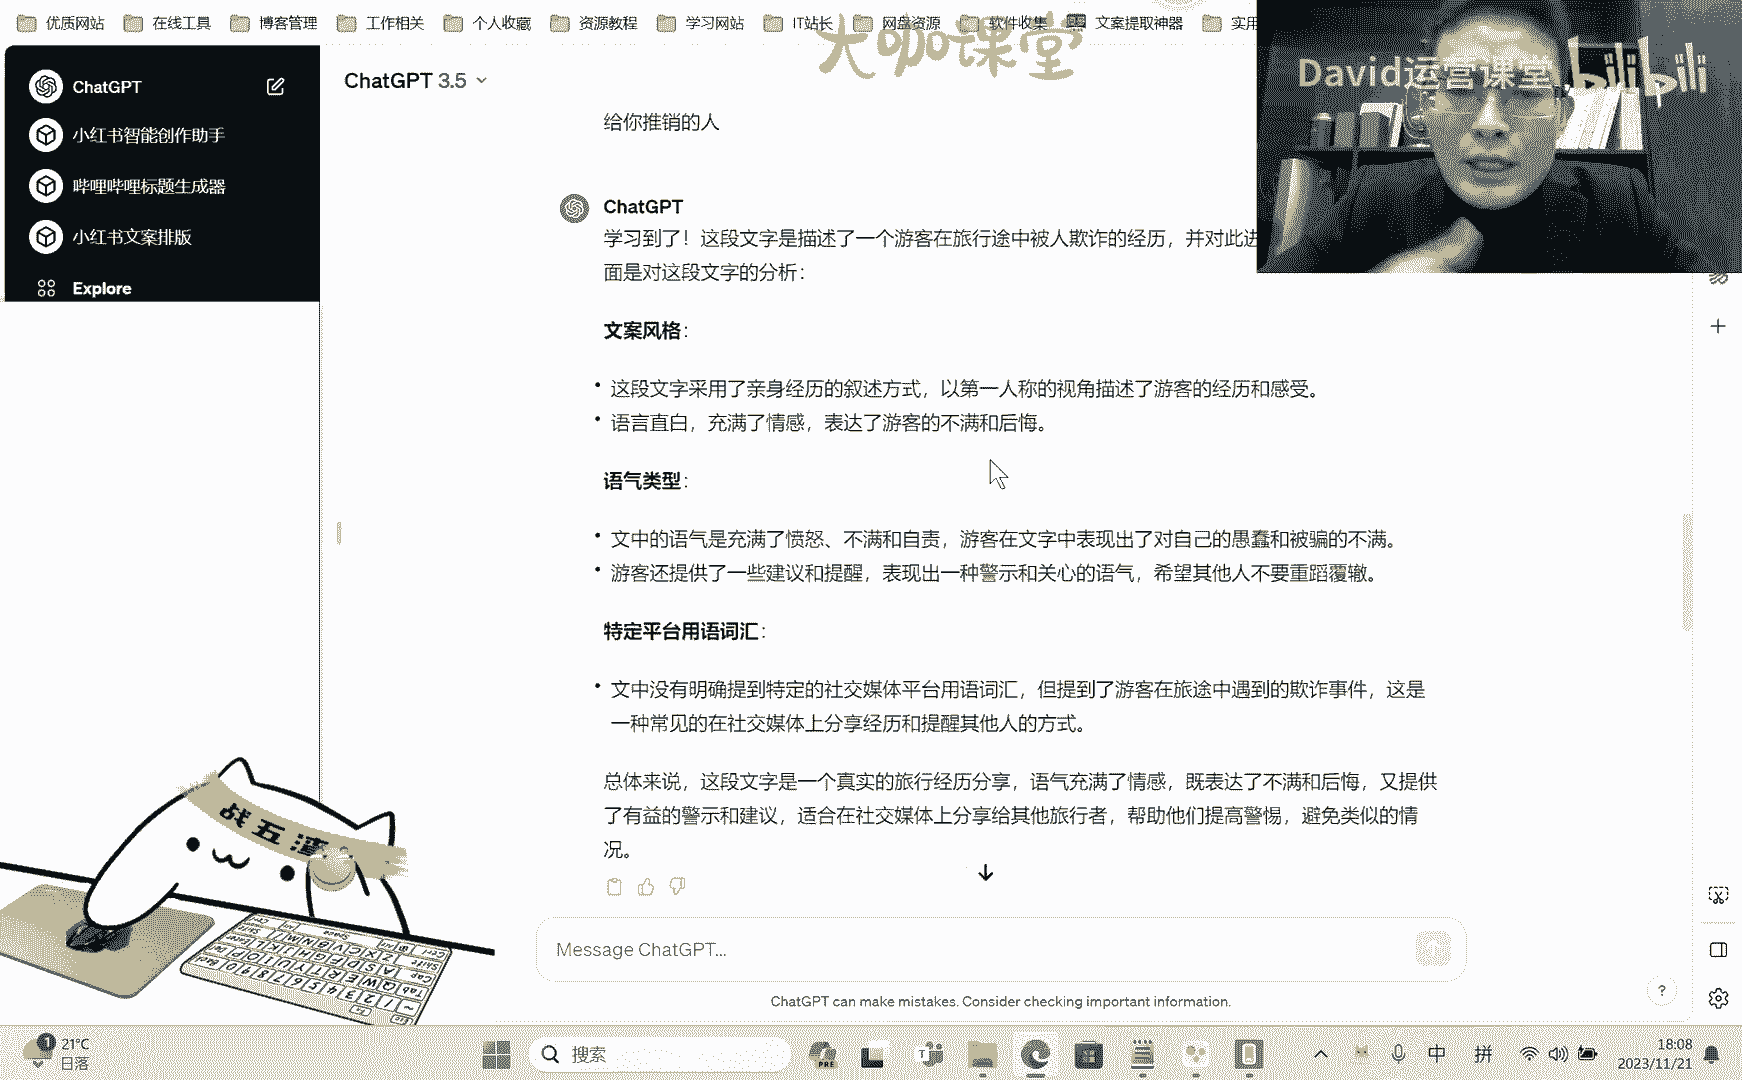 优质网站 在线工具 博客管理 工作相关 个人收藏 资源教程 学习网站 IT站长 网盘资源 软件收集 文案提取神器 实用
大咖课堂
David运营课堂 bilibili
ChatGPT
小红书智能创作助手
哔哩哔哩标题生成器
小红书文案排版
Explore
ChatGPT 3.5
给你推销的人
ChatGPT
学习到了！这段文字是描述了一个游客在旅行途中被人欺诈的经历，并对此进
面是对这段文字的分析：
文案风格：
• 这段文字采用了亲身经历的叙述方式，以第一人称的视角描述了游客的经历和感受。
• 语言直白，充满了情感，表达了游客的不满和后悔。
语气类型：
• 文中的语气是充满了愤怒、不满和自责，游客在文字中表现出了对自己的愚蠢和被骗的不满。
• 游客还提供了一些建议和提醒，表现出一种警示和关心的语气，希望其他人不要重蹈覆辙。
特定平台用语词汇：
• 文中没有明确提到特定的社交媒体平台用语词汇，但提到了游客在旅途中遇到的欺诈事件，这是
一种常见的在社交媒体上分享经历和提醒其他人的方式。
总体来说，这段文字是一个真实的旅行经历分享，语气充满了情感，既表达了不满和后悔，又提供
了有益的警示和建议，适合在社交媒体上分享给其他旅行者，帮助他们提高警惕，避免类似的情
况。
战五渣
Message ChatGPT...
ChatGPT can make mistakes. Consider checking important information.
?
1
21°C
日落
搜索
PRE
中 拼
18:08
2023/11/21